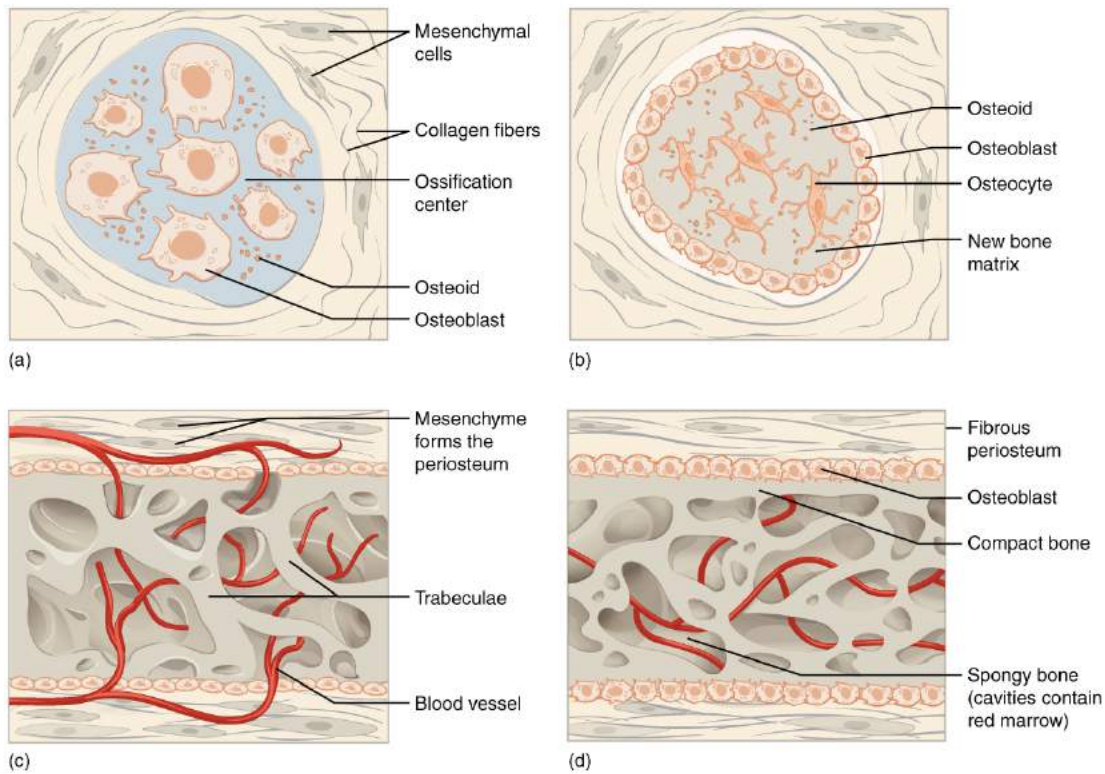 Mesenchymal
cells
Collagen fibers
Ossification
center
Osteoid
Osteoblast
(a)
Osteoid
Osteoblast
Osteocyte
New bone
matrix
(b)
Mesenchyme
forms the
periosteum
Trabeculae
Blood vessel
(c)
Fibrous
periosteum
Osteoblast
Compact bone
Spongy bone
(cavities contain
red marrow)
(d)